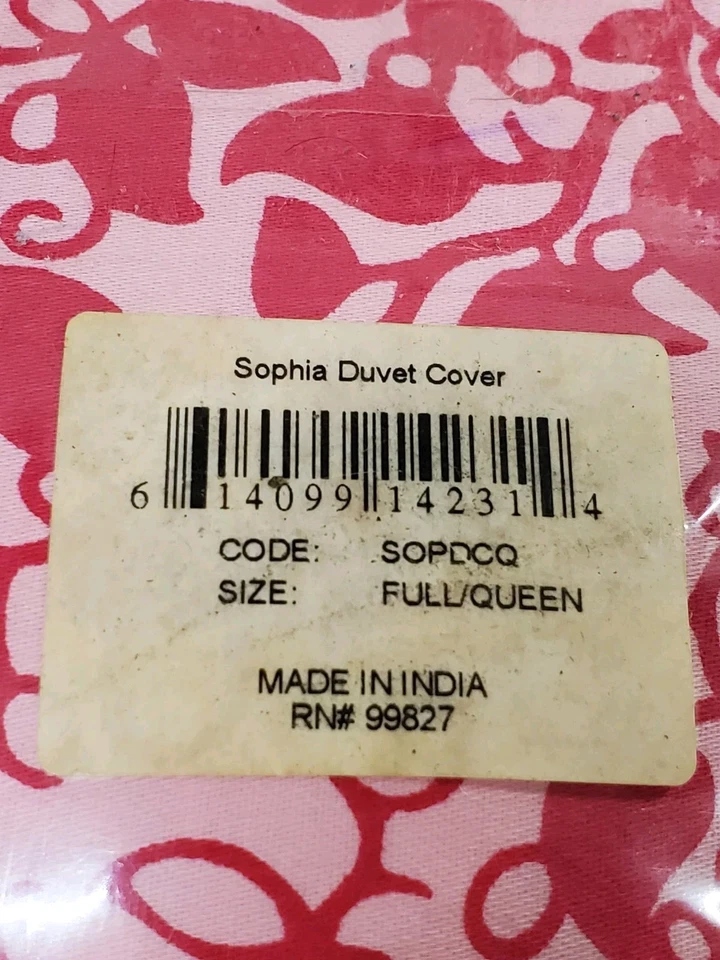 Sophia Duvet Cover
6 14099 14231 4
CODE: SOPDCQ
SIZE: FULL/QUEEN
MADE IN INDIA
RN# 99827